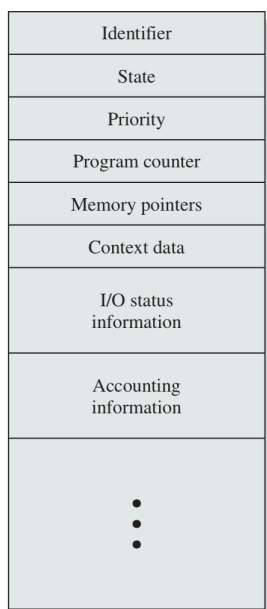 Identifier
State
Priority
Program counter
Memory pointers
Context data
I/O status
information
Accounting
information